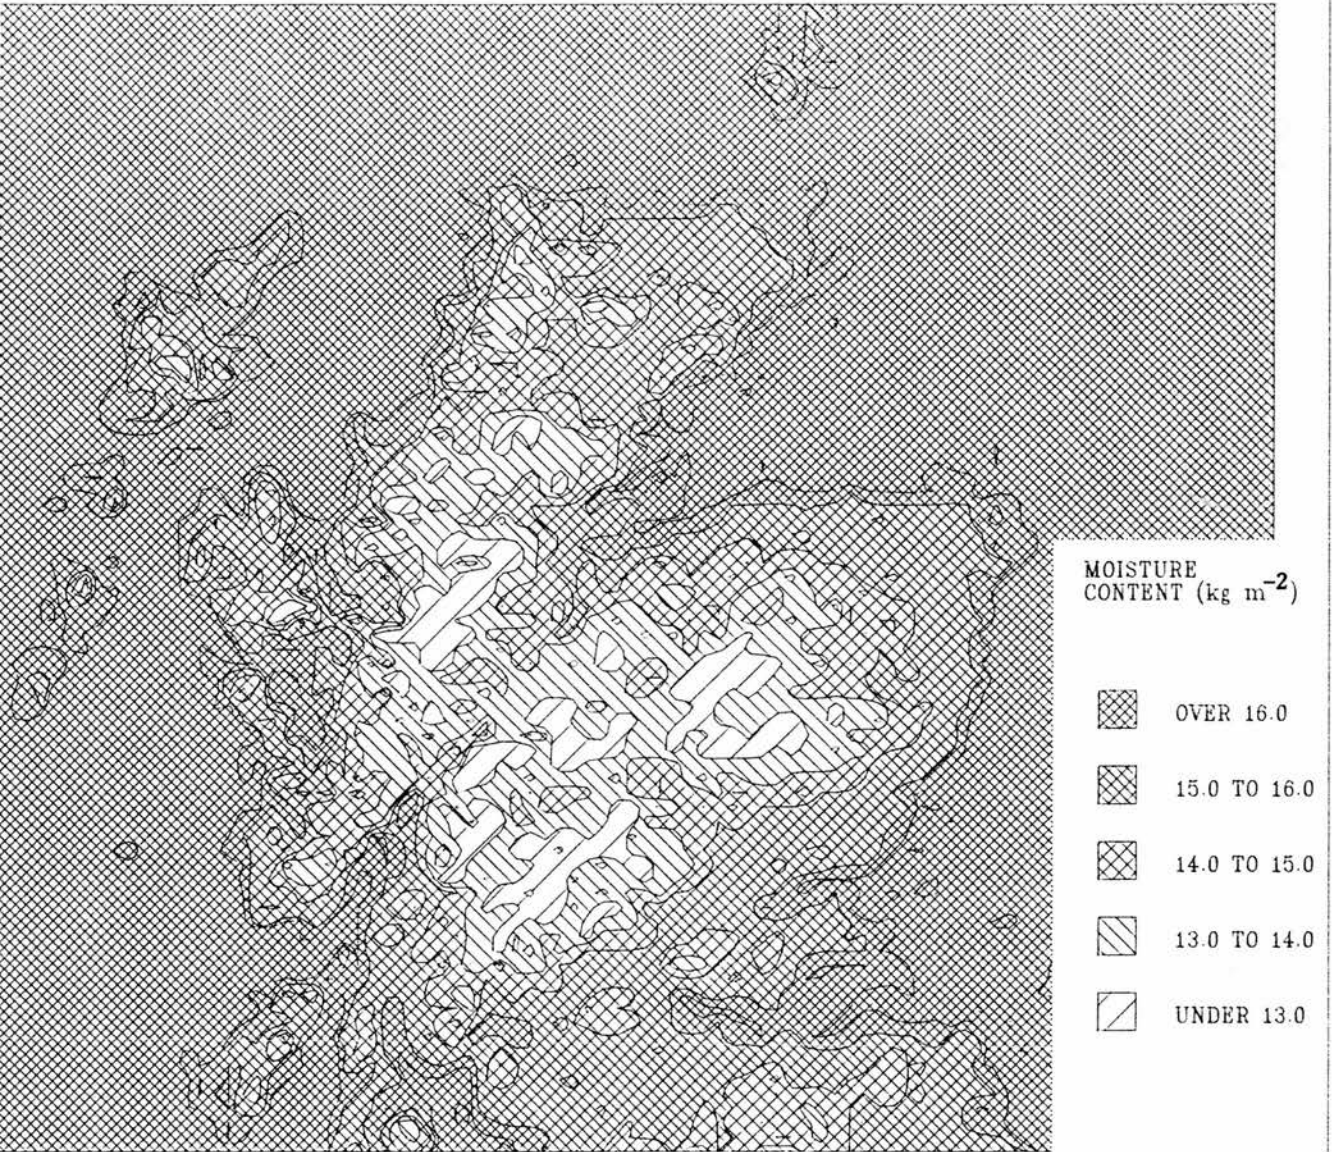 MOISTURE
CONTENT (kg m⁻²)
OVER 16.0
15.0 TO 16.0
14.0 TO 15.0
13.0 TO 14.0
UNDER 13.0